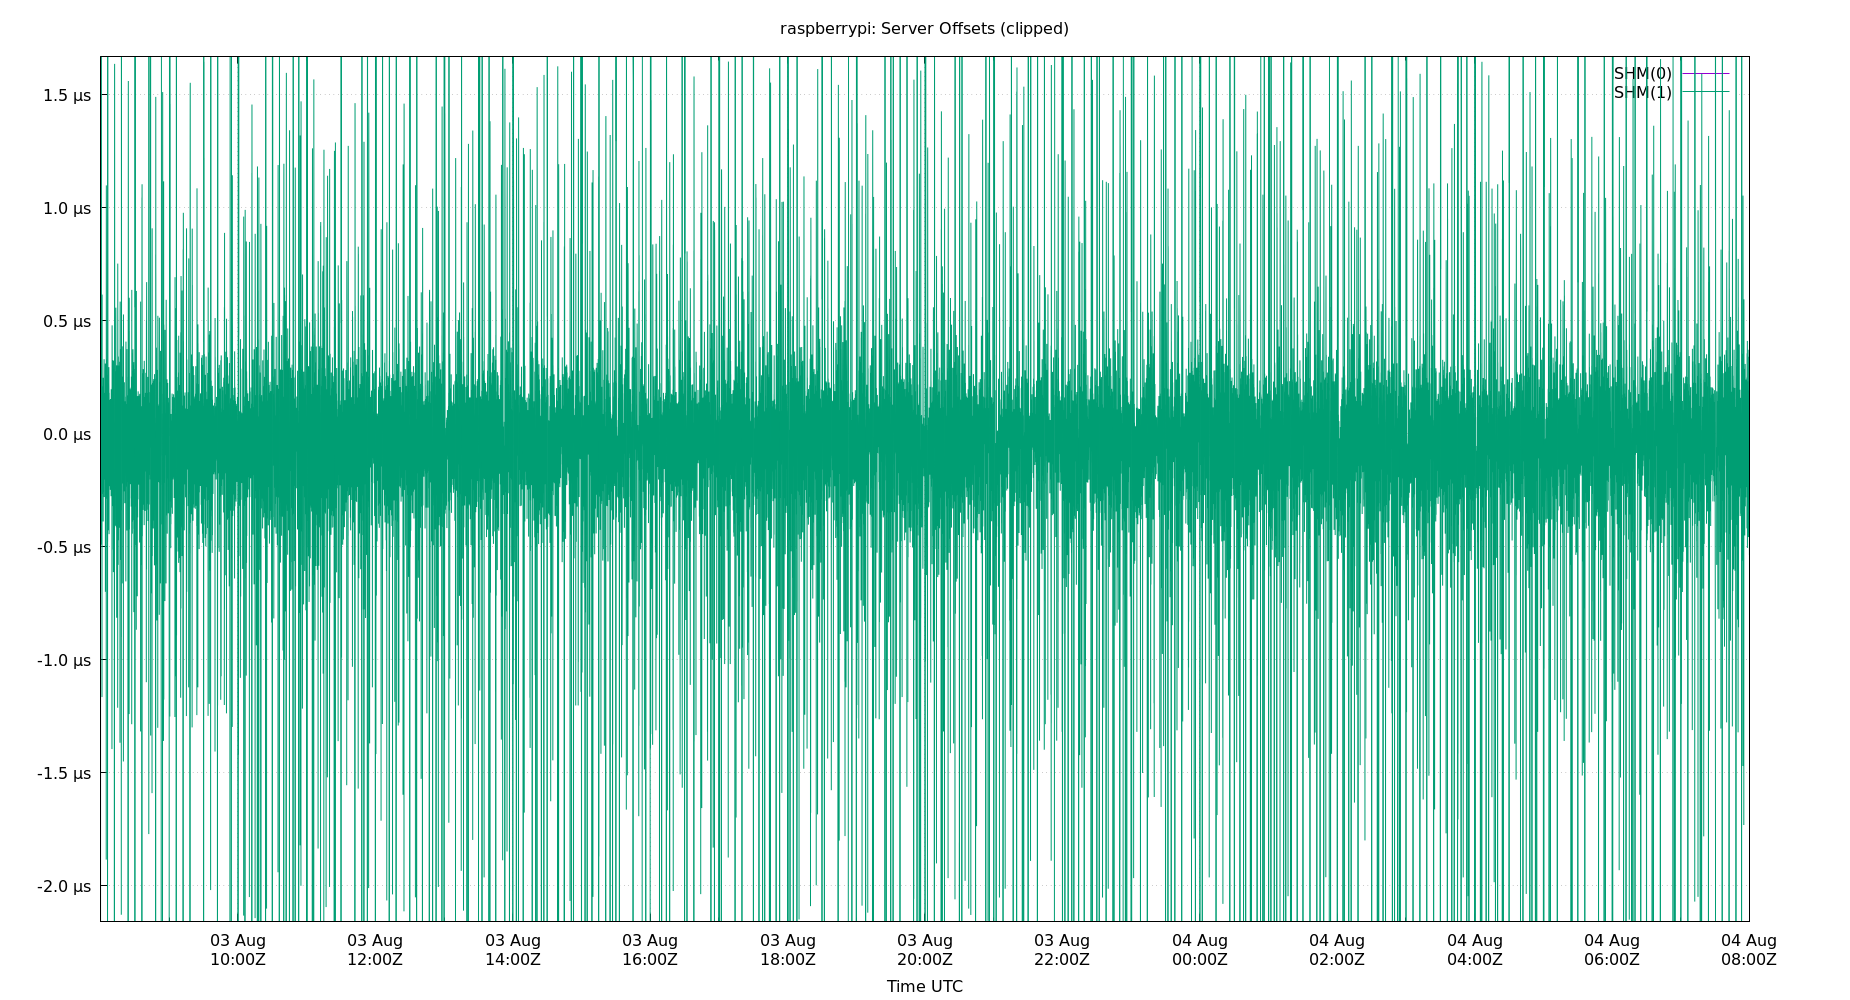 raspberrypi: Server Offsets (clipped)
SHM(0)
SHM(1)
1.5 µs
1.0 µs
0.5 µs
0.0 µs
-0.5 µs
-1.0 µs
-1.5 µs
-2.0 µs
03 Aug 03 Aug 03 Aug 03 Aug 03 Aug 03 Aug 03 Aug 04 Aug 04 Aug 04 Aug 04 Aug 04 Aug
10:00Z 12:00Z 14:00Z 16:00Z 18:00Z 20:00Z 22:00Z 00:00Z 02:00Z 04:00Z 06:00Z 08:00Z
Time UTC